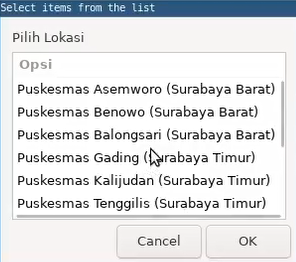 Select items from the list
Pilih Lokasi
Opsi
Puskesmas Asemworo (Surabaya Barat)
Puskesmas Benowo (Surabaya Barat)
Puskesmas Balongsari (Surabaya Barat)
Puskesmas Gading (Surabaya Timur)
Puskesmas Kalijudan (Surabaya Timur)
Puskesmas Tenggilis (Surabaya Timur)
Cancel
OK